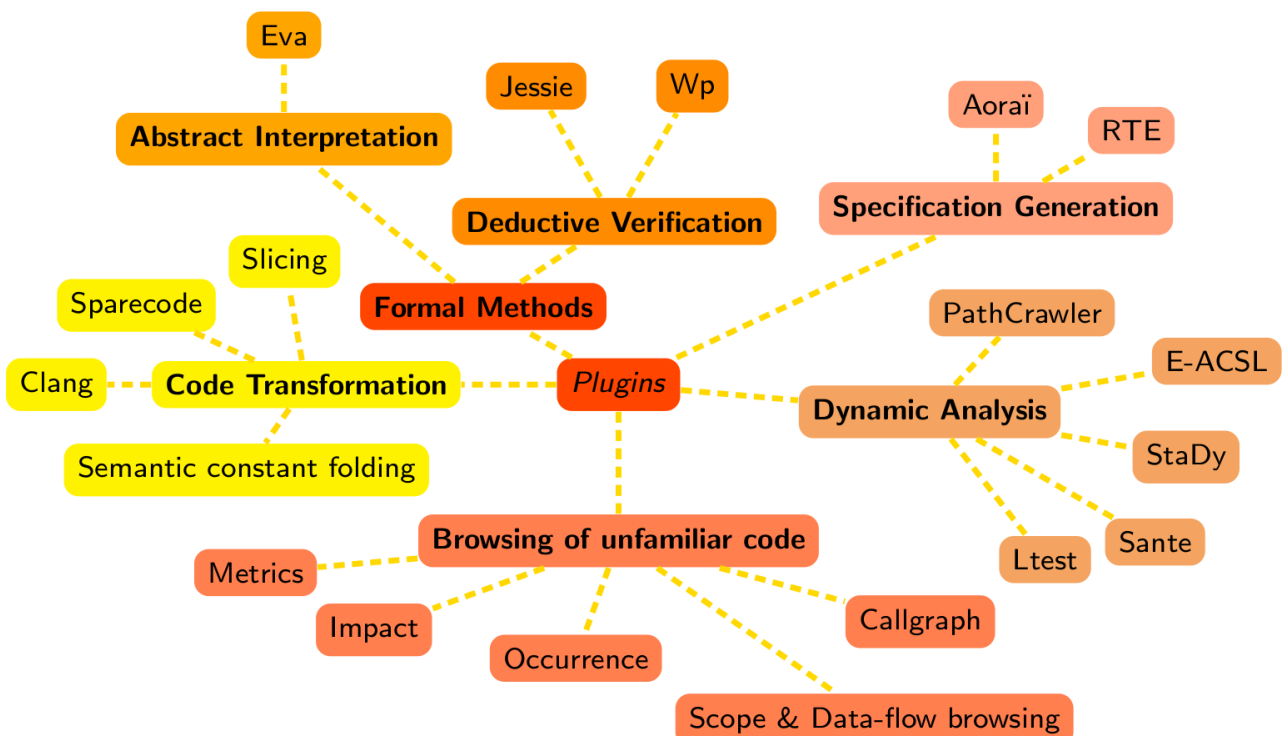 Eva
Jessie
Wp
Aoraï
RTE
Abstract Interpretation
Deductive Verification
Specification Generation
Slicing
Sparecode
Formal Methods
PathCrawler
Clang
Code Transformation
Plugins
E-ACSL
Dynamic Analysis
StaDy
Semantic constant folding
Browsing of unfamiliar code
Sante
Ltest
Metrics
Impact
Callgraph
Occurrence
Scope & Data-flow browsing